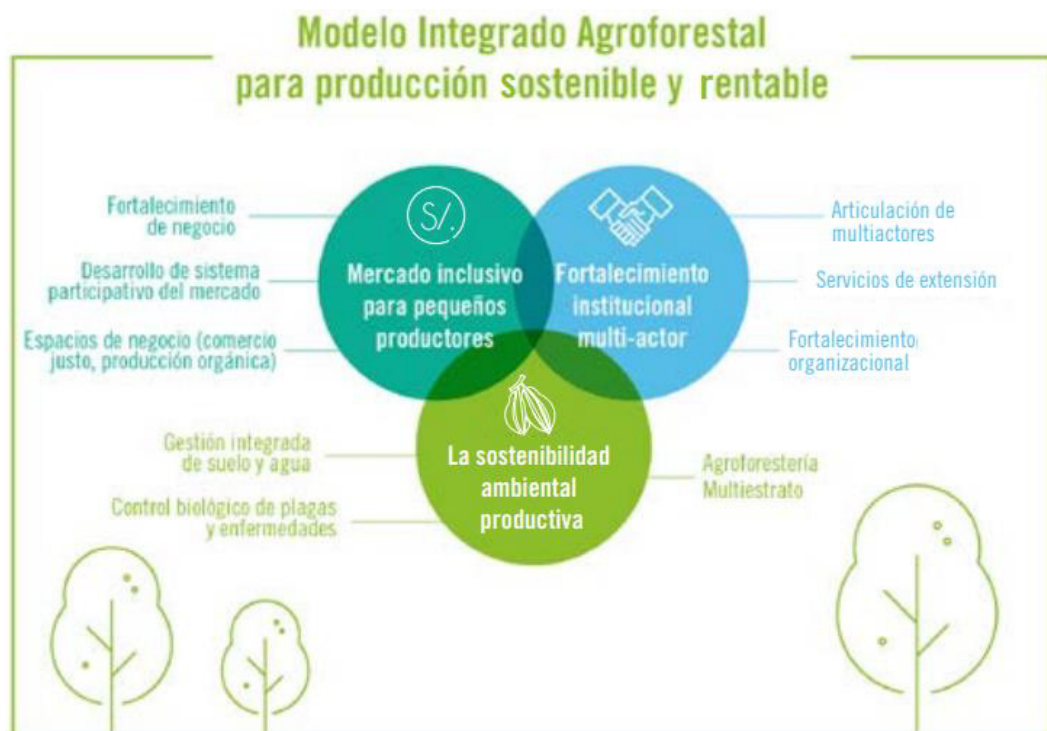 Modelo Integrado Agroforestal
para producción sostenible y rentable
Fortalecimiento
de negocio
Desarrollo de sistema
participativo del mercado
Espacios de negocio (comercio
justo, producción orgánica)
S/.
Mercado inclusivo
para pequeños
productores
Fortalecimiento
institucional
multi-actor
Articulación de
multiactores
Servicios de extensión
Fortalecimiento
organizacional
Gestión integrada
de suelo y agua
Control biológico de plagas
y enfermedades
La sostenibilidad
ambiental
productiva
Agroforestería
Multiestrato